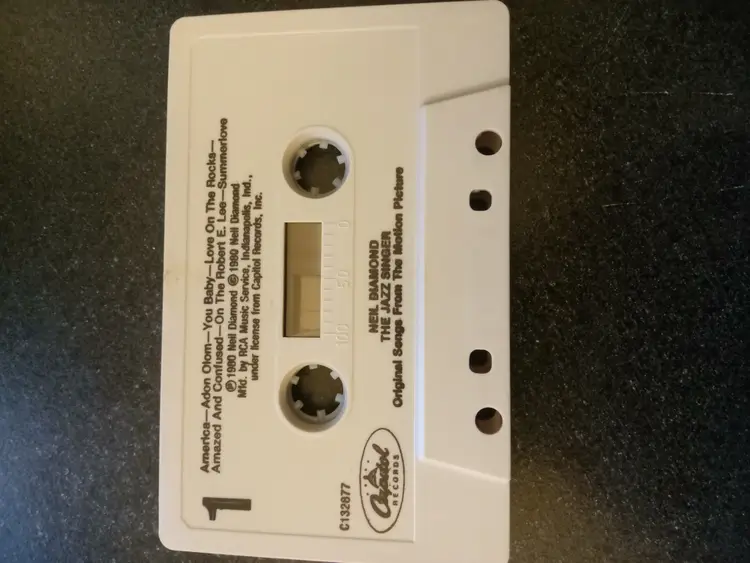 1
America—Adon Olom—You Baby—Love On The Rocks—
Amazed And Confused—On The Robert E. Lee—Summerlove
℗ 1980 Neil Diamond © 1980 Neil Diamond
Mfd. by RCA Music Service, Indianapolis, Ind.,
under license from Capitol Records, Inc.
100 50 0
C132877
Capitol
RECORDS
NEIL DIAMOND
THE JAZZ SINGER
Original Songs From The Motion Picture